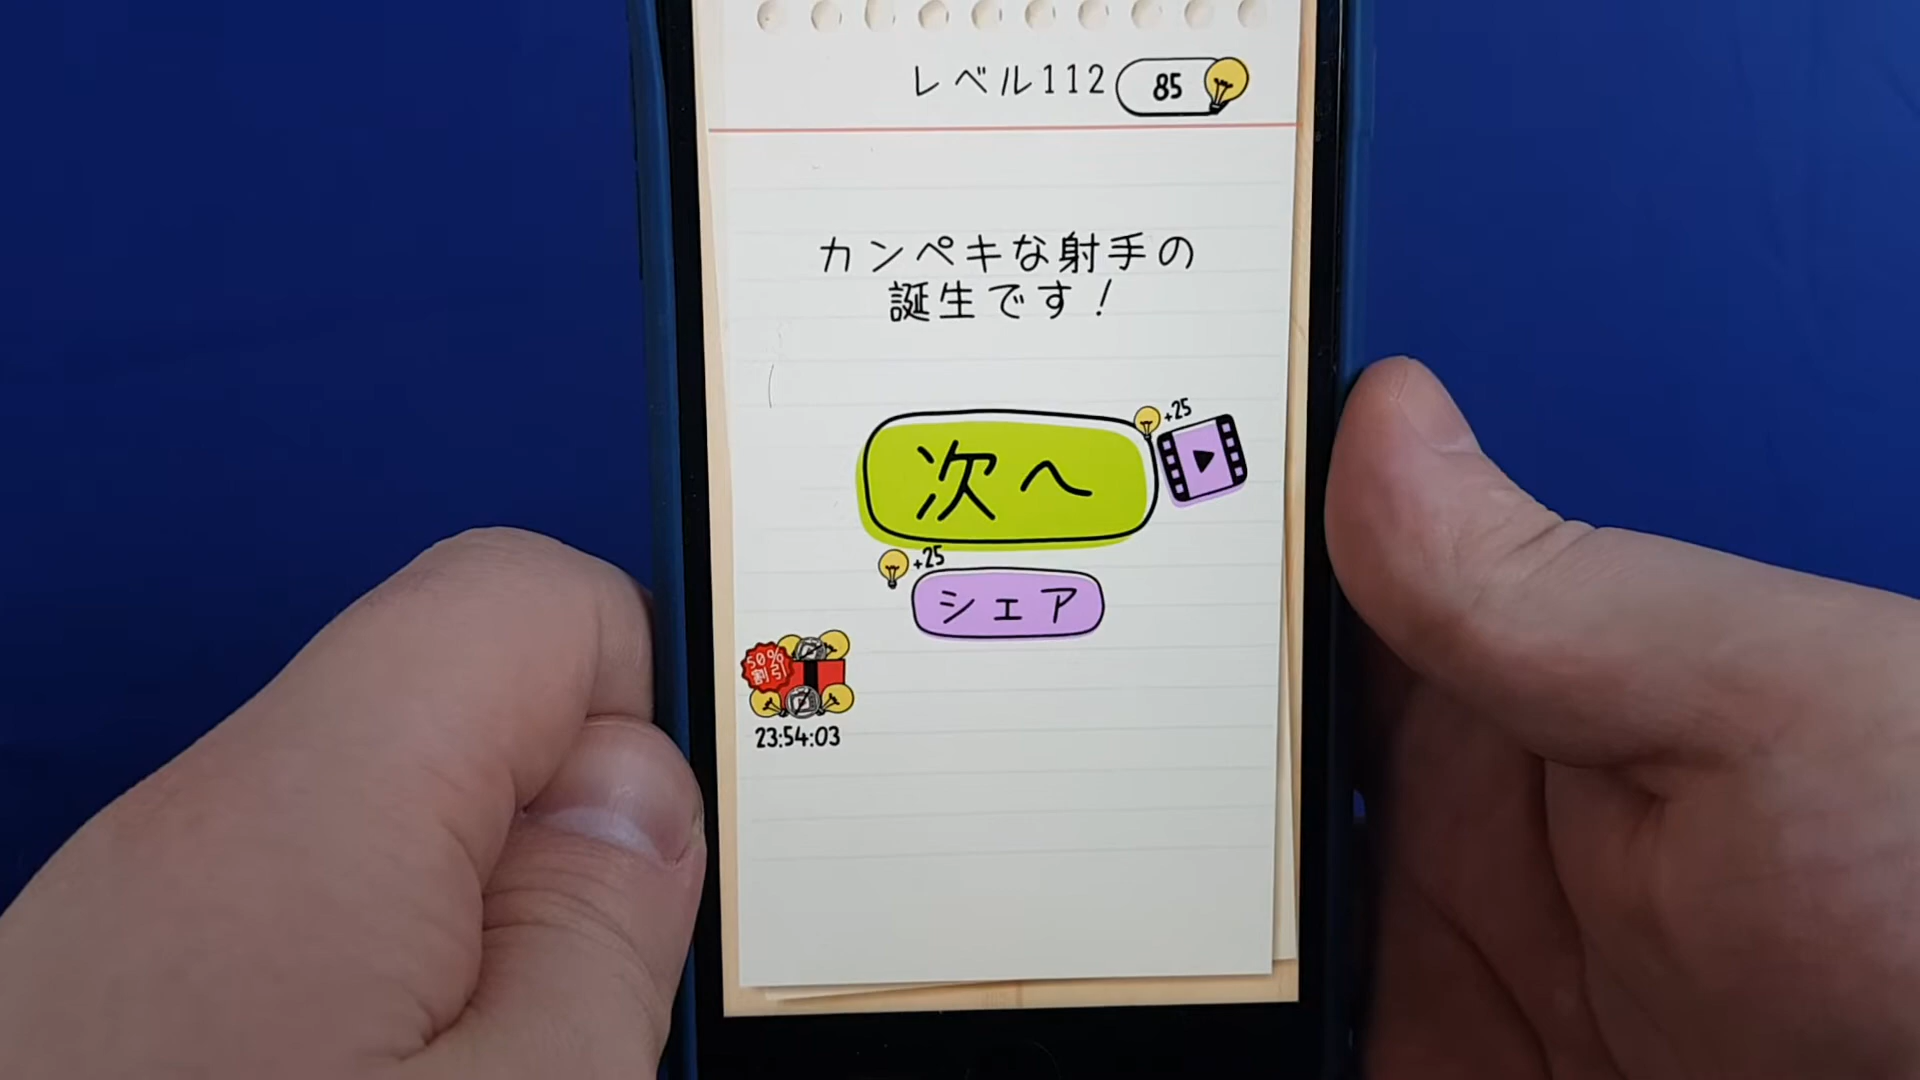 レベル112
85
カンペキな射手の
誕生です!
+25
次へ
+25
シェア
50%
割引
23:54:03